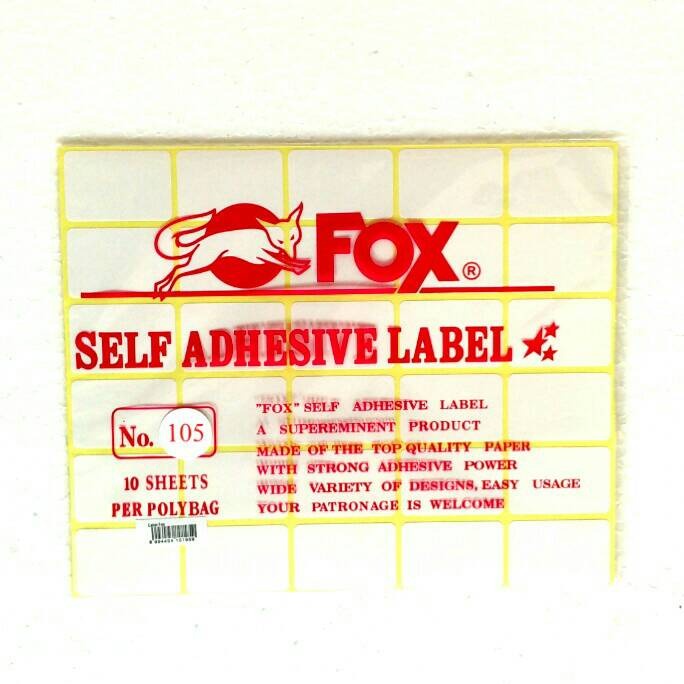 FOX®
SELF ADHESIVE LABEL
No. 105
10 SHEETS
PER POLYBAG
"FOX" SELF ADHESIVE LABEL
A SUPEREMINENT PRODUCT
MADE OF THE TOP QUALITY PAPER
WITH STRONG ADHESIVE POWER
WIDE VARIETY OF DESIGNS, EASY USAGE
YOUR PATRONAGE IS WELCOME